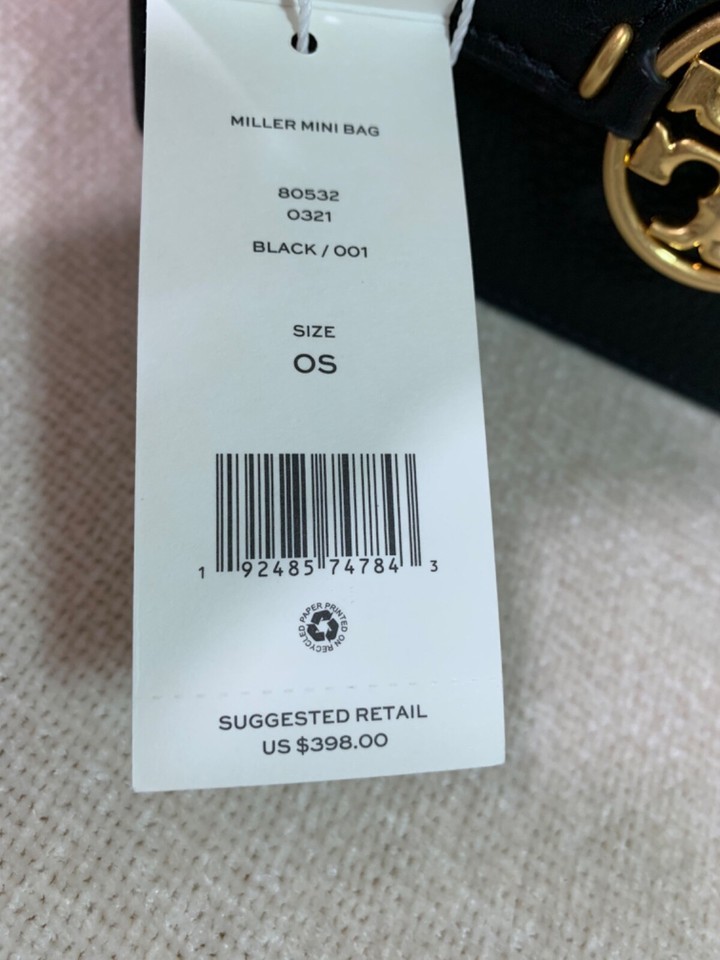 MILLER MINI BAG
80532
0321
BLACK / 001
SIZE
OS
1 92485 74784 3
PRINTED ON RECYCLED PAPER
SUGGESTED RETAIL
US $398.00